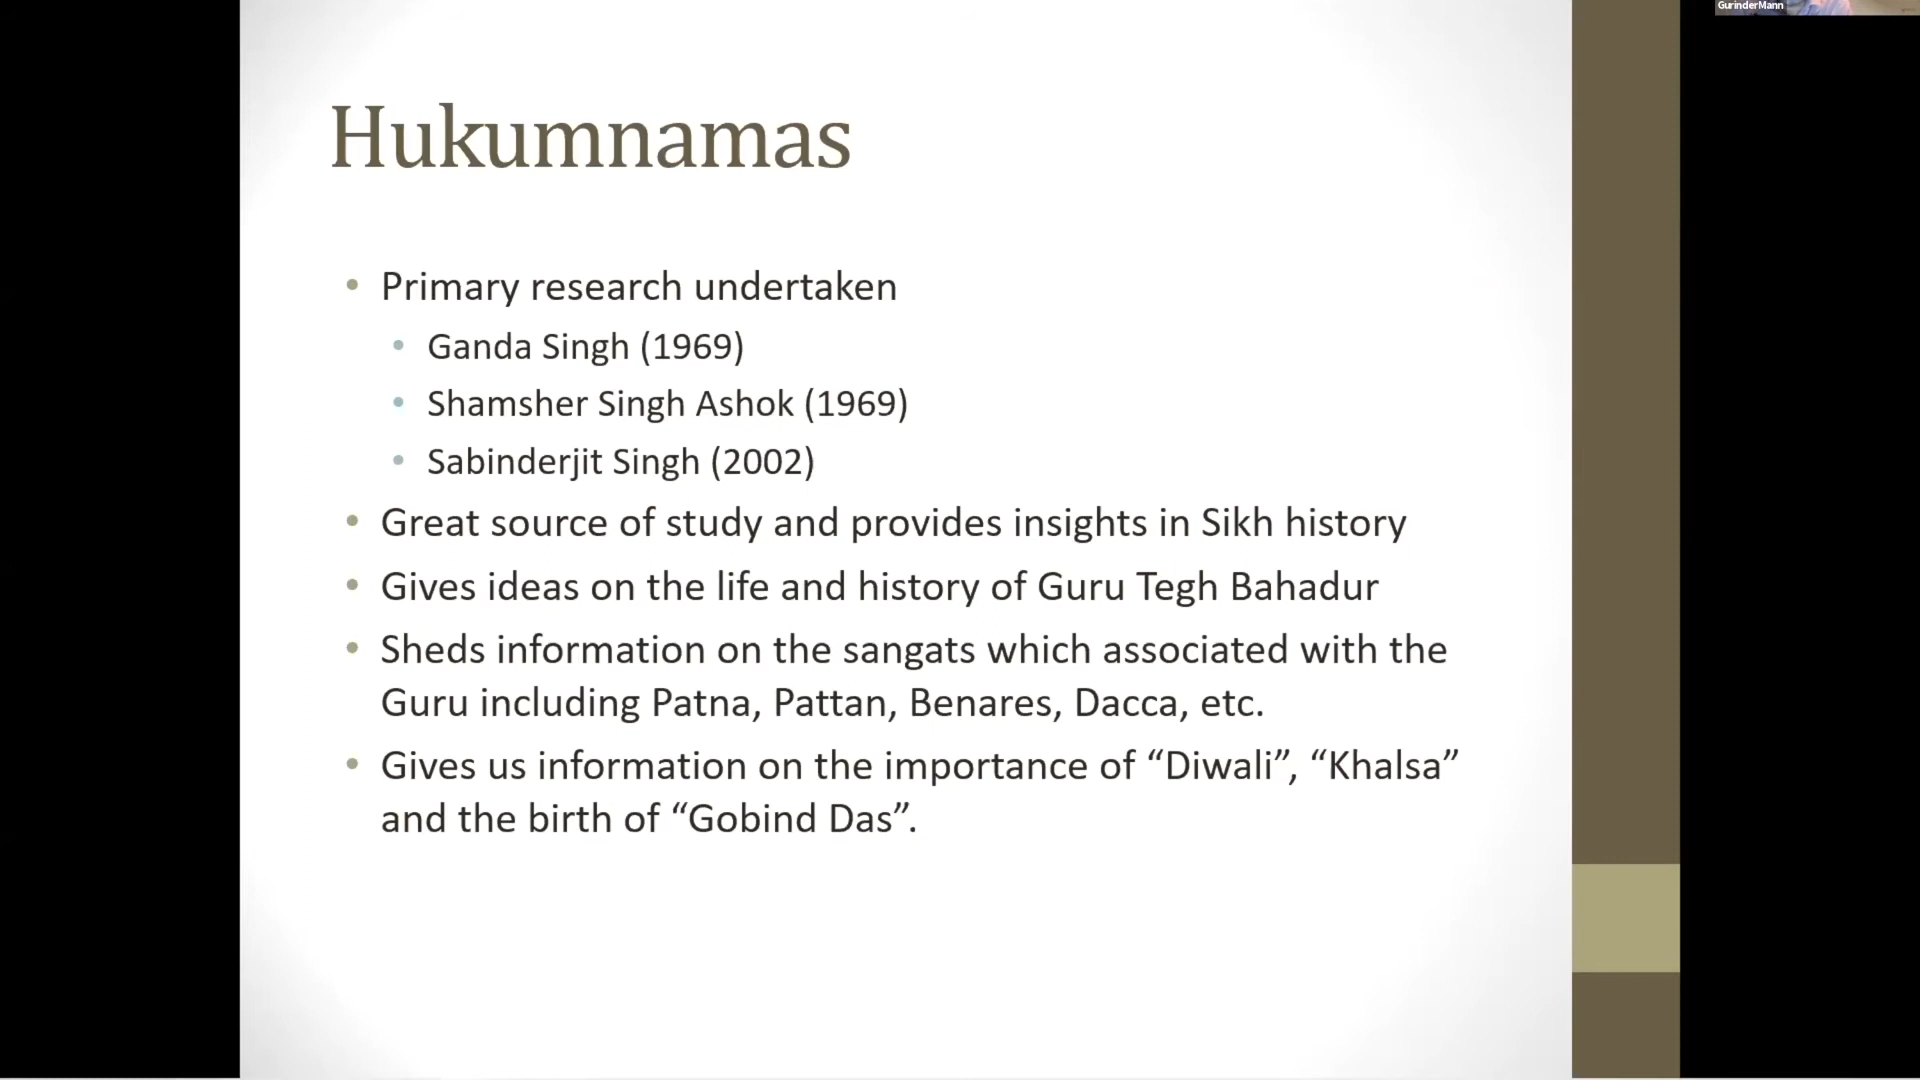 GurinderMann
Hukumnamas
• Primary research undertaken
• Ganda Singh (1969)
• Shamsher Singh Ashok (1969)
• Sabinderjit Singh (2002)
• Great source of study and provides insights in Sikh history
• Gives ideas on the life and history of Guru Tegh Bahadur
• Sheds information on the sangats which associated with the
Guru including Patna, Pattan, Benares, Dacca, etc.
• Gives us information on the importance of “Diwali”, “Khalsa”
and the birth of “Gobind Das”.